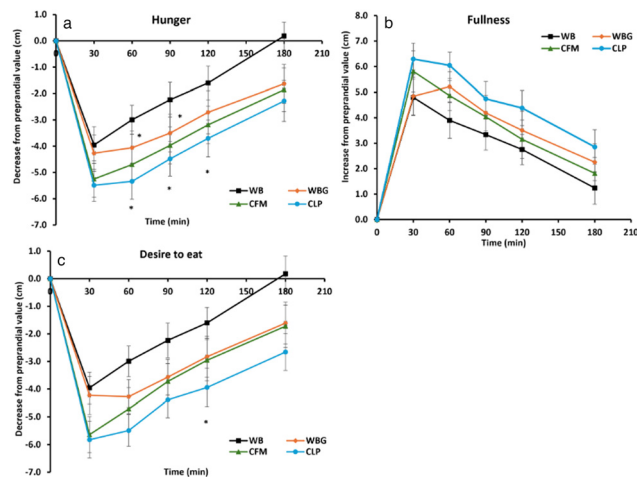 a
Hunger
Decrease from preprandial value (cm)
1.0
0.0
-1.0
-2.0
-3.0
-4.0
-5.0
-6.0
-7.0
0 30 60 90 120 150 180 210
* * * * *
Time (min)
WB WBG
CFM CLP
b
Fullness
Increase from preprandial value (cm)
8.0
7.0
6.0
5.0
4.0
3.0
2.0
1.0
0.0
0 30 60 90 120 150 180 210
Time (min)
WB WBG
CFM CLP
c
Desire to eat
Decrease from preprandial value (cm)
1.0
0.0
-1.0
-2.0
-3.0
-4.0
-5.0
-6.0
-7.0
0 30 60 90 120 150 180 210
*
Time (min)
WB WBG
CFM CLP